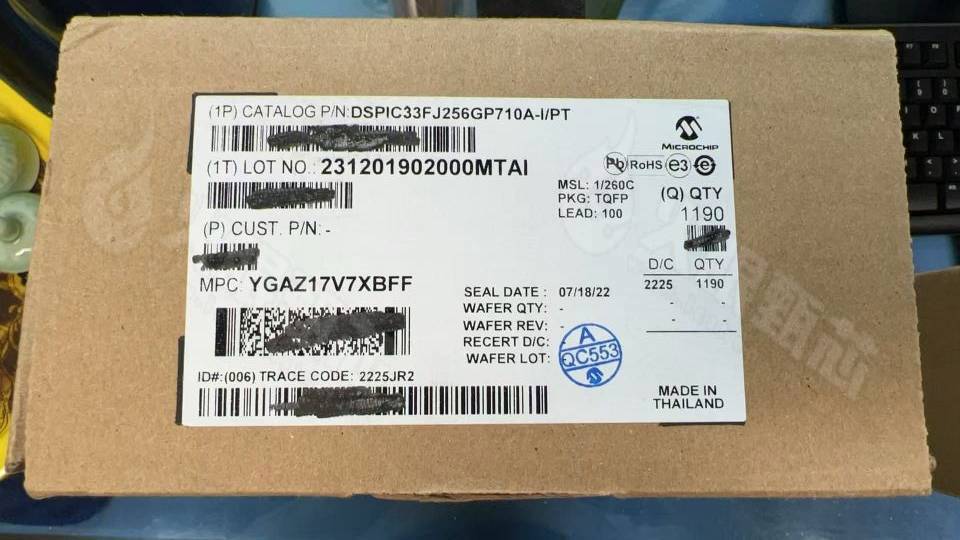 (1P) CATALOG P/N:DSPIC33FJ256GP710A-I/PT
MICROCHIP
(1T) LOT NO.: 231201902000MTAI
Pb RoHS e3 e
MSL: 1/260C
PKG: TQFP
LEAD: 100
(Q) QTY
1190
(P) CUST. P/N: -
D/C QTY
2225 1190
- -
MPC: YGAZ17V7XBFF
SEAL DATE : 07/18/22
WAFER QTY: -
WAFER REV: -
RECERT D/C:
WAFER LOT:
A
QC553
ID#:(006) TRACE CODE: 2225JR2
MADE IN
THAILAND